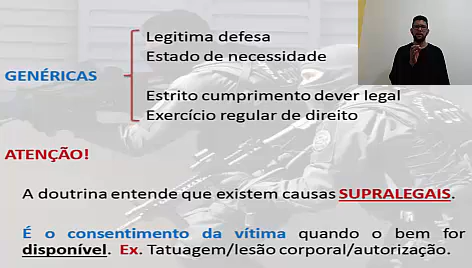 Legitima defesa
Estado de necessidade
GENÉRICAS
Estrito cumprimento dever legal
Exercício regular de direito
ATENÇÃO!
A doutrina entende que existem causas SUPRALEGAIS.
É o consentimento da vítima quando o bem for
disponível. Ex. Tatuagem/lesão corporal/autorização.